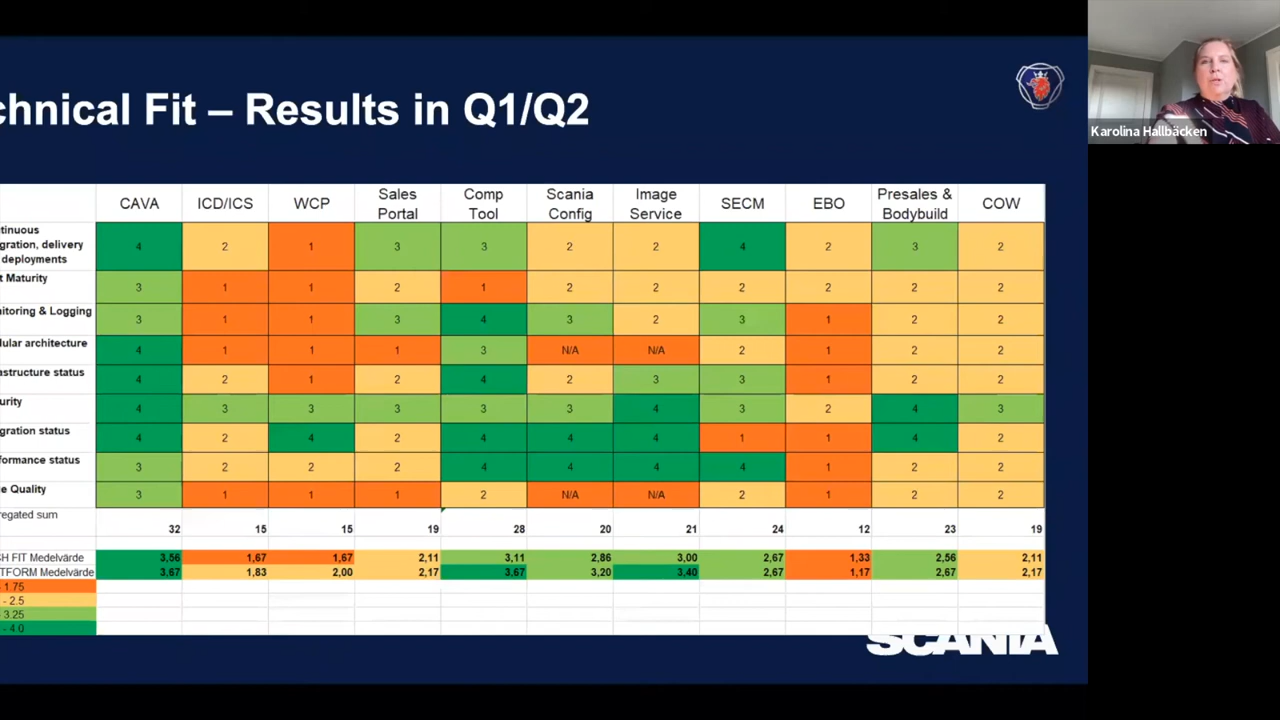 chnical Fit – Results in Q1/Q2
Karolina Hallbäcken
CAVA ICD/ICS WCP Sales Portal Comp Tool Scania Config Image Service SECM EBO Presales & Bodybuild COW
tinuous
gration, delivery
deployments
4 2 1 3 3 2 2 4 2 3 2
t Maturity 3 1 1 2 1 2 2 2 2 2 2
nitoring & Logging 3 1 1 3 4 3 2 3 1 2 2
dular architecture 4 1 1 1 3 N/A N/A 2 1 2 2
astructure status 4 2 1 2 4 2 3 3 1 2 2
urity 4 3 3 3 3 3 4 3 2 4 3
gration status 4 2 4 2 4 4 4 1 1 4 2
formance status 3 2 2 2 4 4 4 4 1 2 2
e Quality 3 1 1 1 2 N/A N/A 2 1 2 2
regated sum 32 15 15 19 28 20 21 24 12 23 19
H FIT Medelvärde 3,56 1,67 1,67 2,11 3,11 2,86 3,00 2,67 1,33 2,56 2,11
TFORM Medelvärde 3,67 1,83 2,00 2,17 3,67 3,20 3,40 2,67 1,17 2,67 2,17
- 1.75
- 2.5
- 3.25
- 4.0
SCANIA